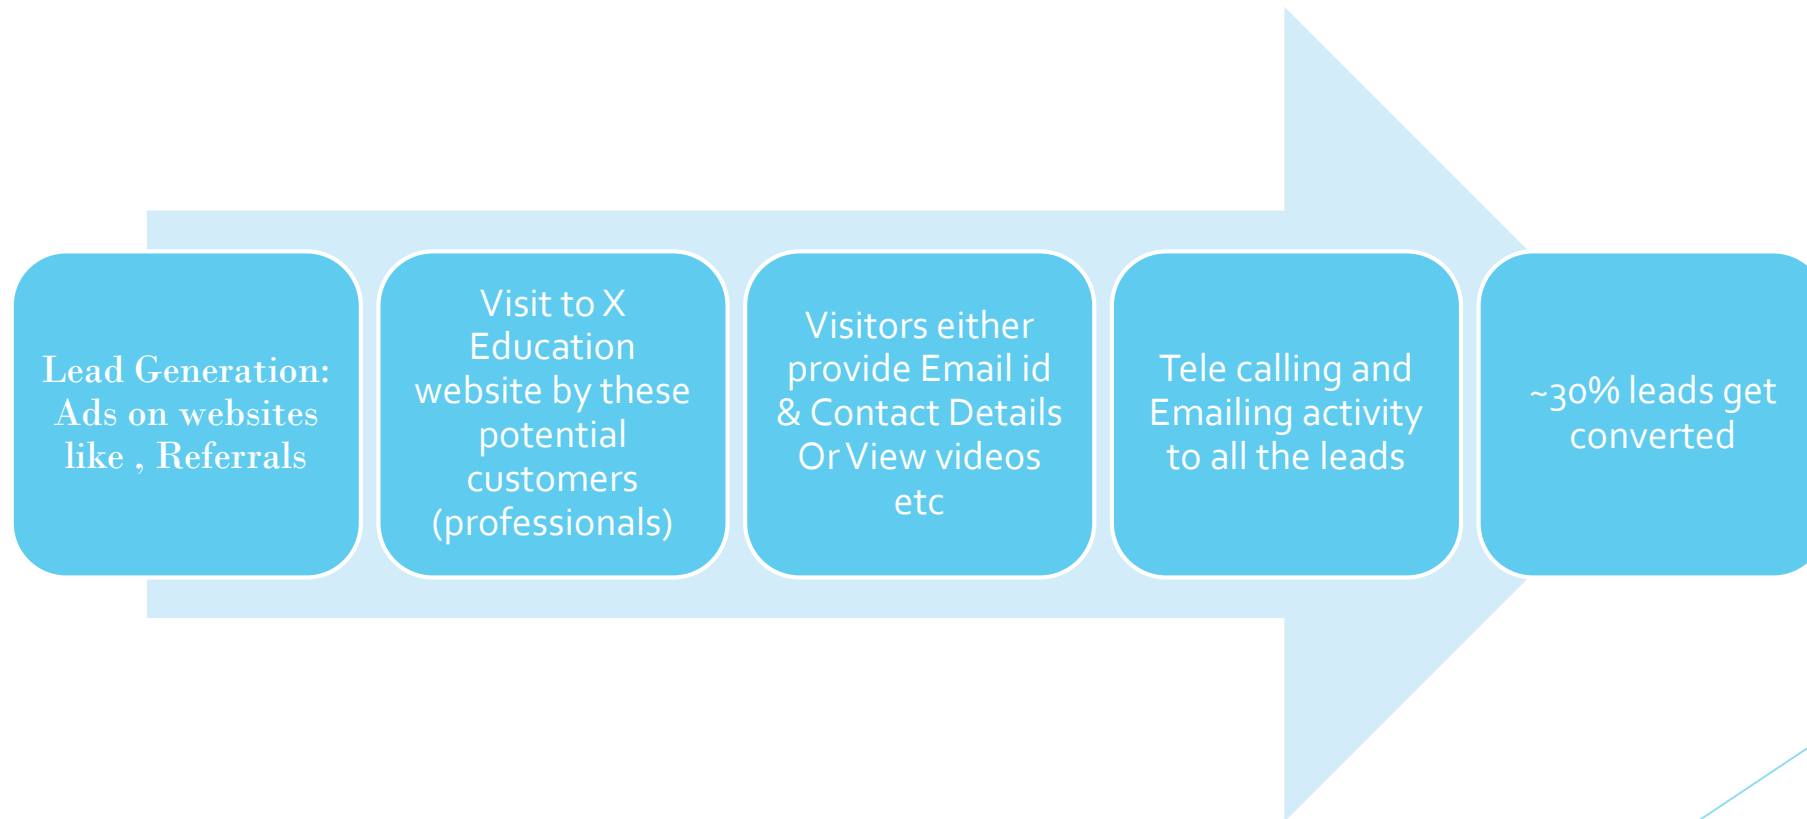 Lead Generation:
Ads on websites
like , Referrals
Visit to X
Education
website by these
potential
customers
(professionals)
Visitors either
provide Email id
& Contact Details
Or View videos
etc
Tele calling and
Emailing activity
to all the leads
~30% leads get
converted